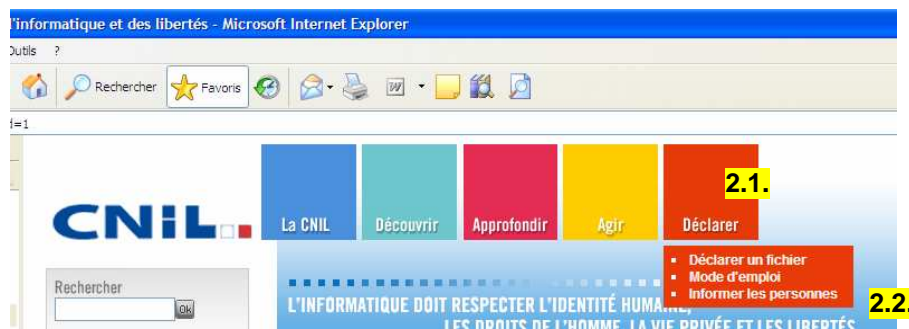 l'informatique et des libertés - Microsoft Internet Explorer
Outils ?
Rechercher Favoris
d=1
2.1.
CNiL
La CNIL Découvrir Approfondir Agir Déclarer
Déclarer un fichier
Mode d'emploi
Informer les personnes
2.2.
Rechercher
Ok
L'INFORMATIQUE DOIT RESPECTER L'IDENTITÉ HUMAINE,
LES DROITS DE L'HOMME, LA VIE PRIVÉE ET LES LIBERTÉS